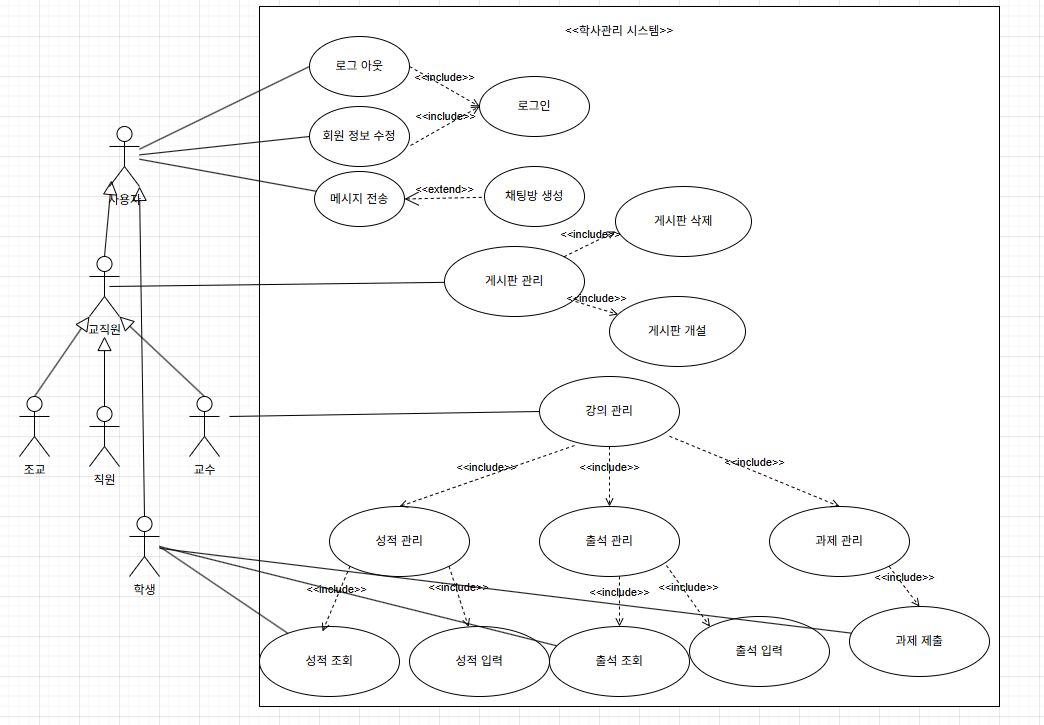 <<학사관리 시스템>>
로그 아웃
<<include>>
로그인
회원 정보 수정
<<include>>
사용자
메시지 전송
<<extend>>
채팅방 생성
게시판 삭제
<<include>>
게시판 관리
<<include>>
게시판 개설
교직원
조교
직원
교수
강의 관리
<<include>>
<<include>>
<<include>>
성적 관리
출석 관리
과제 관리
학생
<<include>>
<<include>>
<<include>>
<<include>>
<<include>>
성적 조회
성적 입력
출석 조회
출석 입력
과제 제출